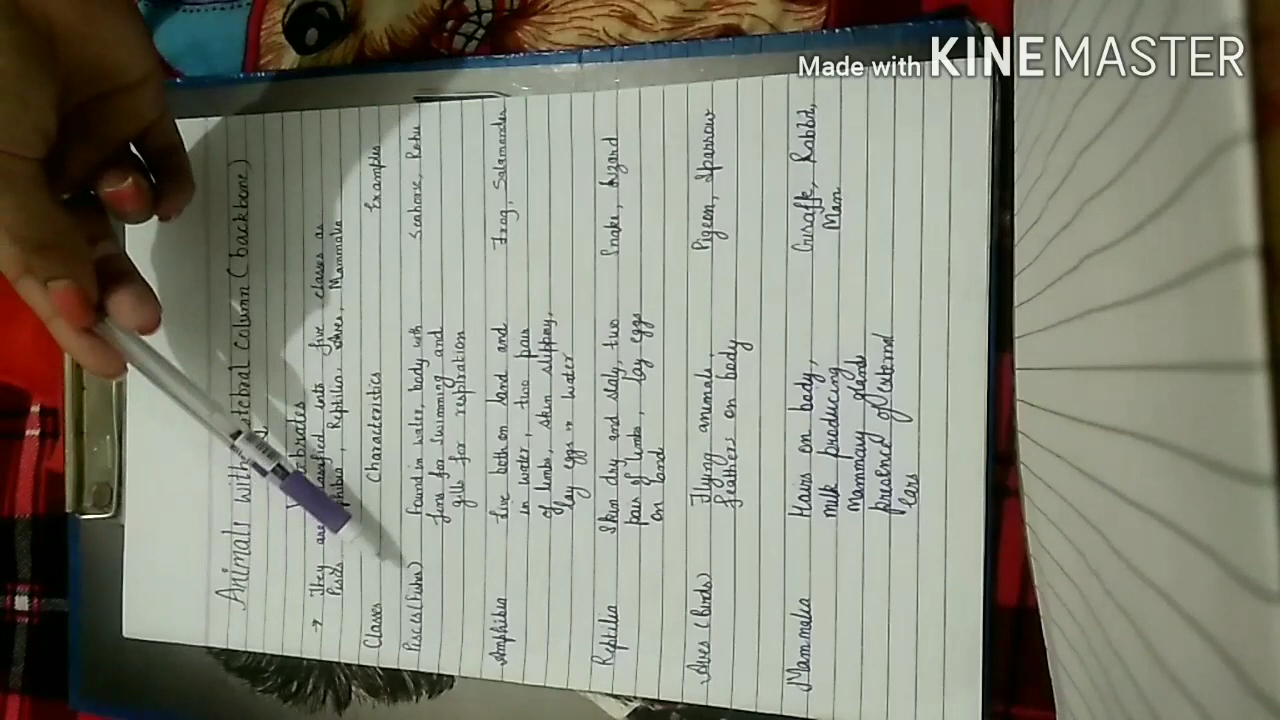 Made with KINEMASTER
Animals with vertebral column (backbone)
→ They are classified into five classes as
Pisces, Amphibia, Reptilia, Aves, Mammalia
Classes Characteristics Examples
Pisces (Fishes) Found in water, body with Seahorse, Rohu
fins for swimming and
gills for respiration
Amphibia Live both on land and Frog, Salamander
in water, two pair
of limbs, skin slippery,
lay eggs in water
Reptilia Skin dry and scaly, two Snake, Lizard
pair of limbs, lay eggs
on land
Aves (Birds) Flying animals, Pigeon, Sparrow
feathers on body
Mammalia Hairs on body, Giraffe, Rabbit,
milk producing Man
mammary glands
presence of external
ears